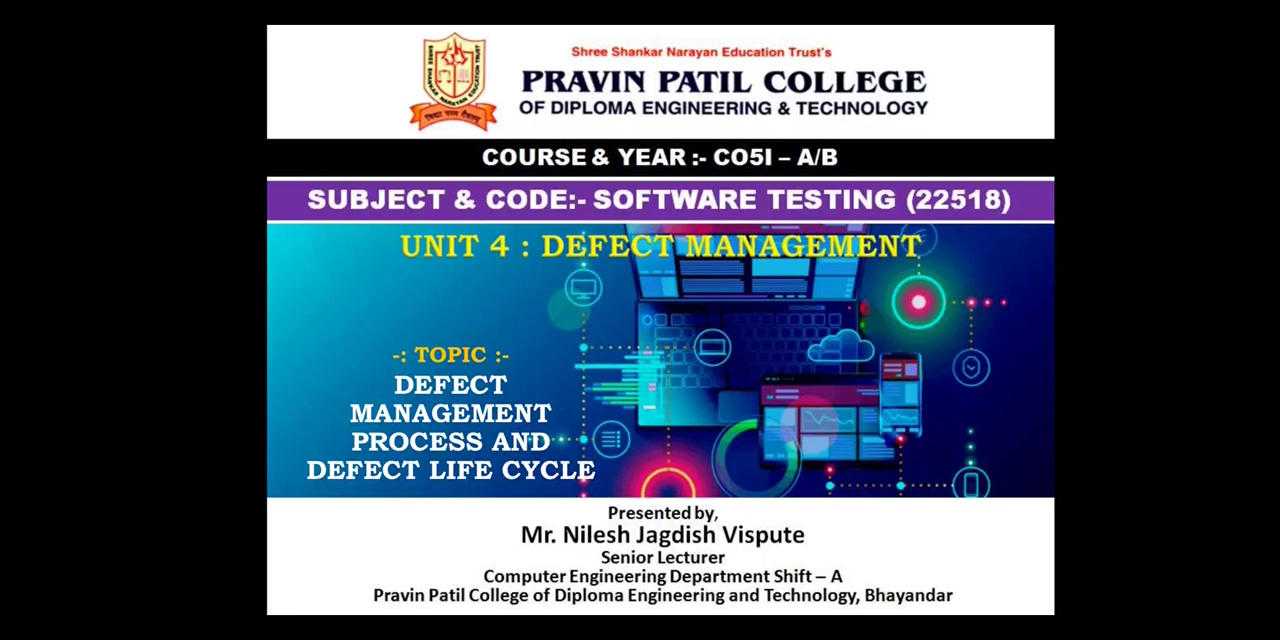 Shree Shankar Narayan Education Trust's
PRAVIN PATIL COLLEGE
OF DIPLOMA ENGINEERING & TECHNOLOGY
COURSE & YEAR :- CO5I – A/B
SUBJECT & CODE:- SOFTWARE TESTING (22518)
UNIT 4 : DEFECT MANAGEMENT
-: TOPIC :-
DEFECT
MANAGEMENT
PROCESS AND
DEFECT LIFE CYCLE
Presented by,
Mr. Nilesh Jagdish Vispute
Senior Lecturer
Computer Engineering Department Shift – A
Pravin Patil College of Diploma Engineering and Technology, Bhayandar